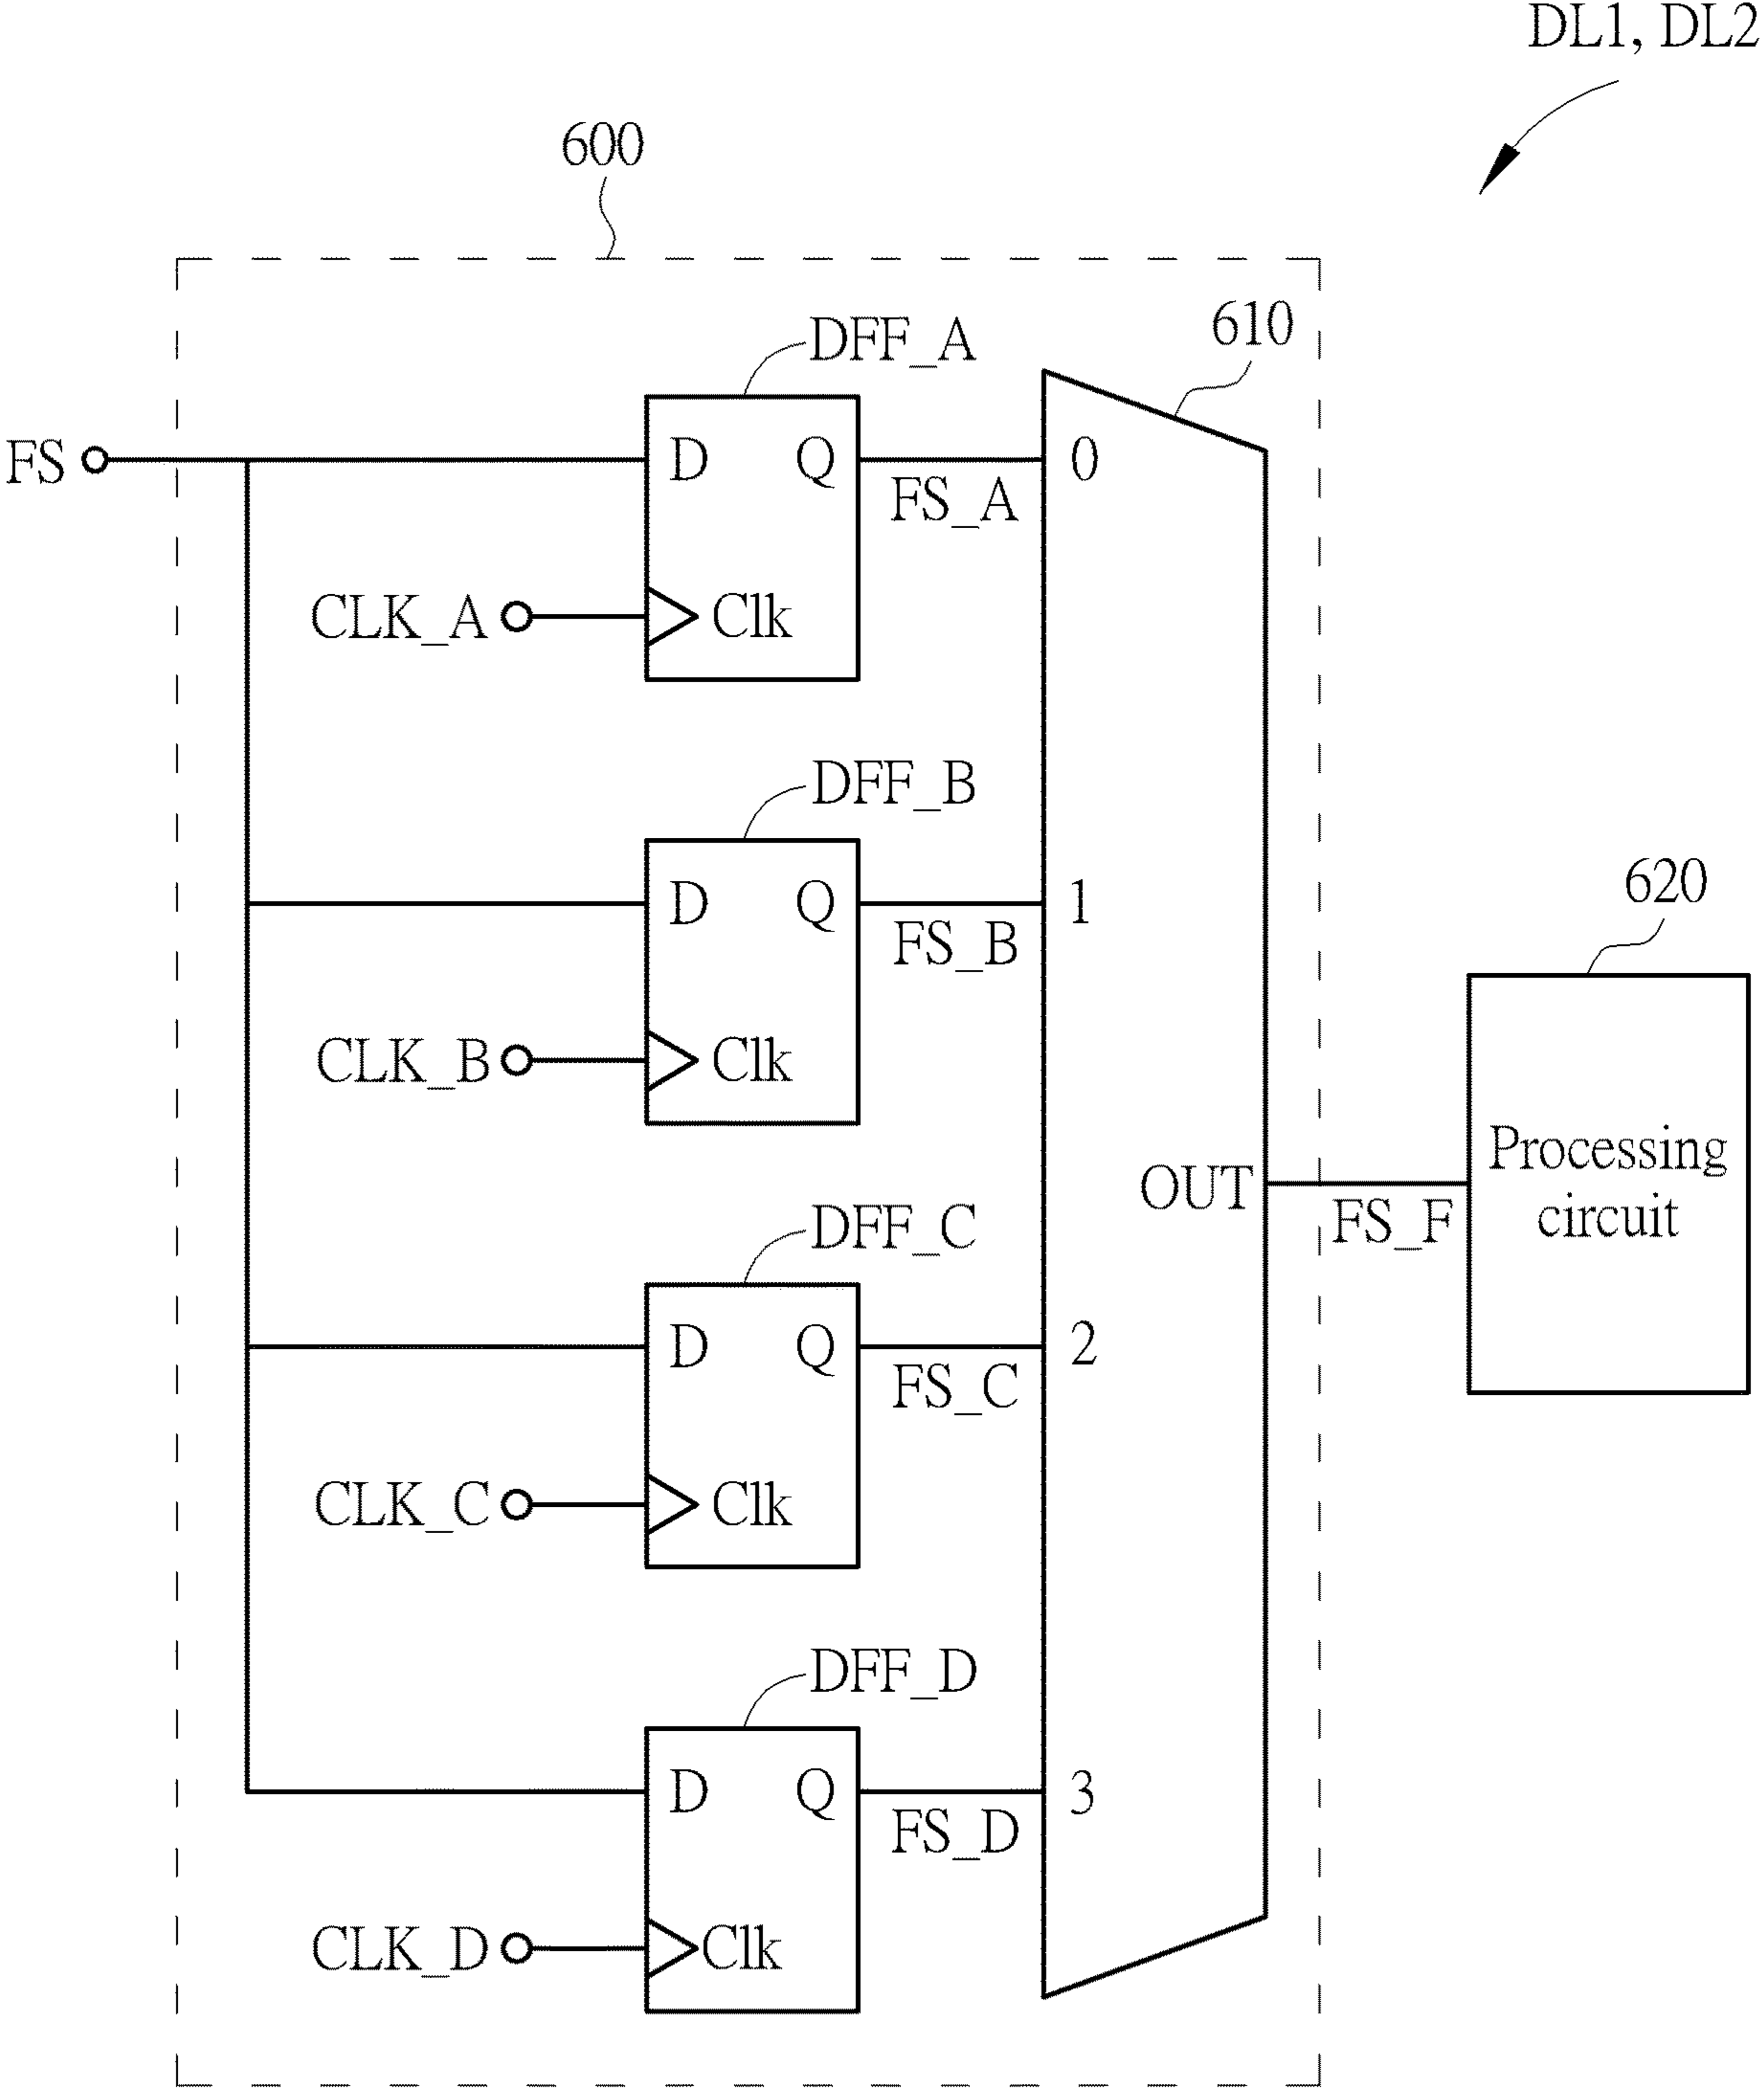 DL1, DL2
600
610
DFF_A
FS
D
Q
0
FS_A
CLK_A
Clk
DFF_B
D
Q
1
FS_B
CLK_B
Clk
620
Processing
circuit
OUT
FS_F
DFF_C
D
Q
2
FS_C
CLK_C
Clk
DFF_D
D
Q
3
FS_D
CLK_D
Clk